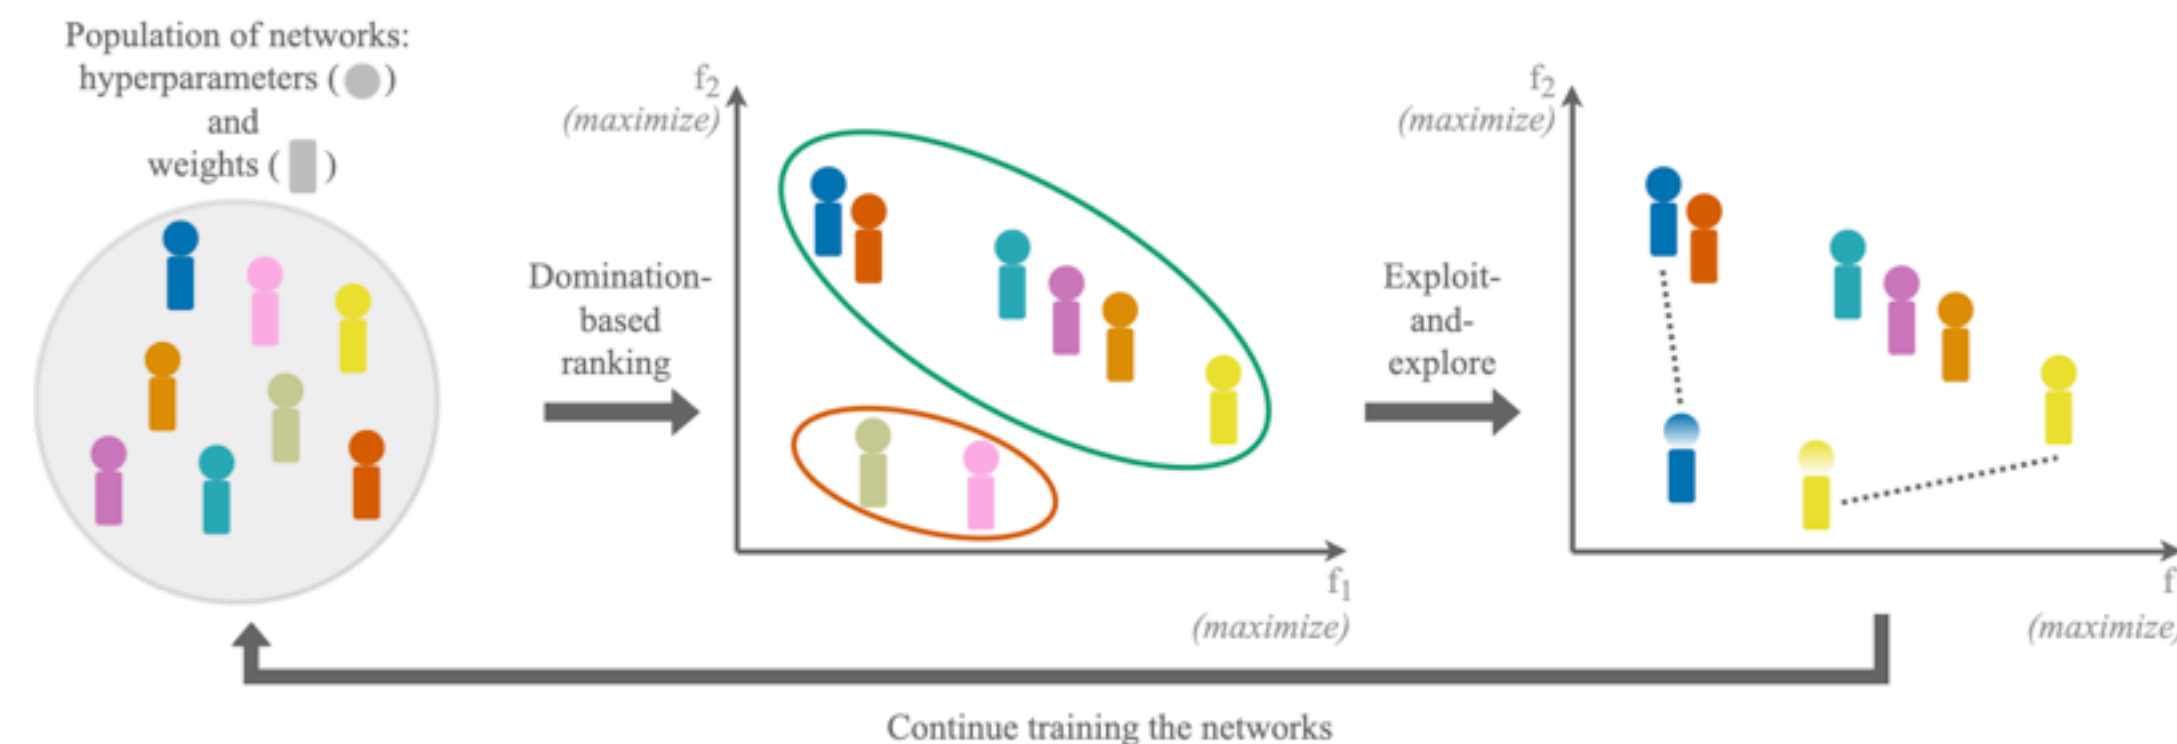 Population of networks:
hyperparameters ( )
and
weights ( )
Domination-
based
ranking
f2
(maximize)
f1
(maximize)
Exploit-
and-
explore
f2
(maximize)
f
(maximize)
Continue training the networks